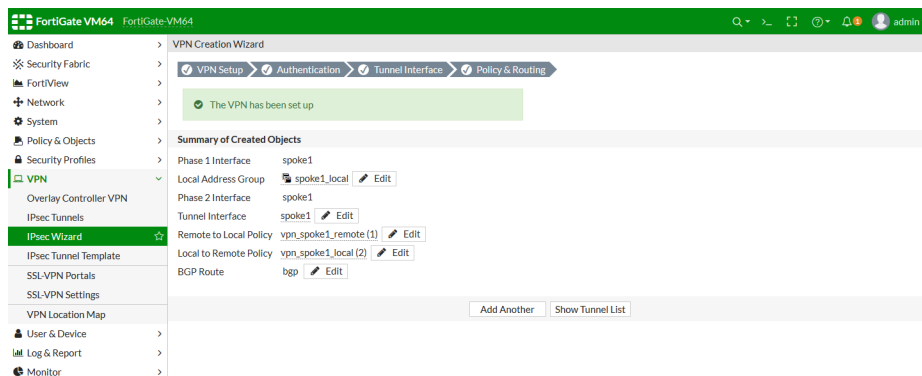 FortiGate VM64 FortiGate-VM64
1 admin
Dashboard
Security Fabric
FortiView
Network
System
Policy & Objects
Security Profiles
VPN
Overlay Controller VPN
IPsec Tunnels
IPsec Wizard
IPsec Tunnel Template
SSL-VPN Portals
SSL-VPN Settings
VPN Location Map
User & Device
Log & Report
Monitor
VPN Creation Wizard
VPN Setup Authentication Tunnel Interface Policy & Routing
The VPN has been set up
Summary of Created Objects
Phase 1 Interface spoke1
Local Address Group spoke1_local Edit
Phase 2 Interface spoke1
Tunnel Interface spoke1 Edit
Remote to Local Policy vpn_spoke1_remote (1) Edit
Local to Remote Policy vpn_spoke1_local (2) Edit
BGP Route bgp Edit
Add Another Show Tunnel List